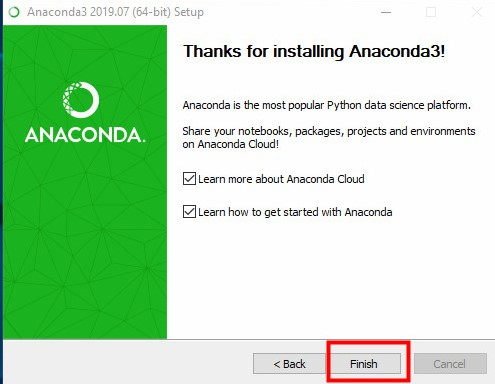 Anaconda3 2019.07 (64-bit) Setup
Thanks for installing Anaconda3!
ANACONDA.
Anaconda is the most popular Python data science platform.
Share your notebooks, packages, projects and environments
on Anaconda Cloud!
Learn more about Anaconda Cloud
Learn how to get started with Anaconda
< Back
Finish
Cancel